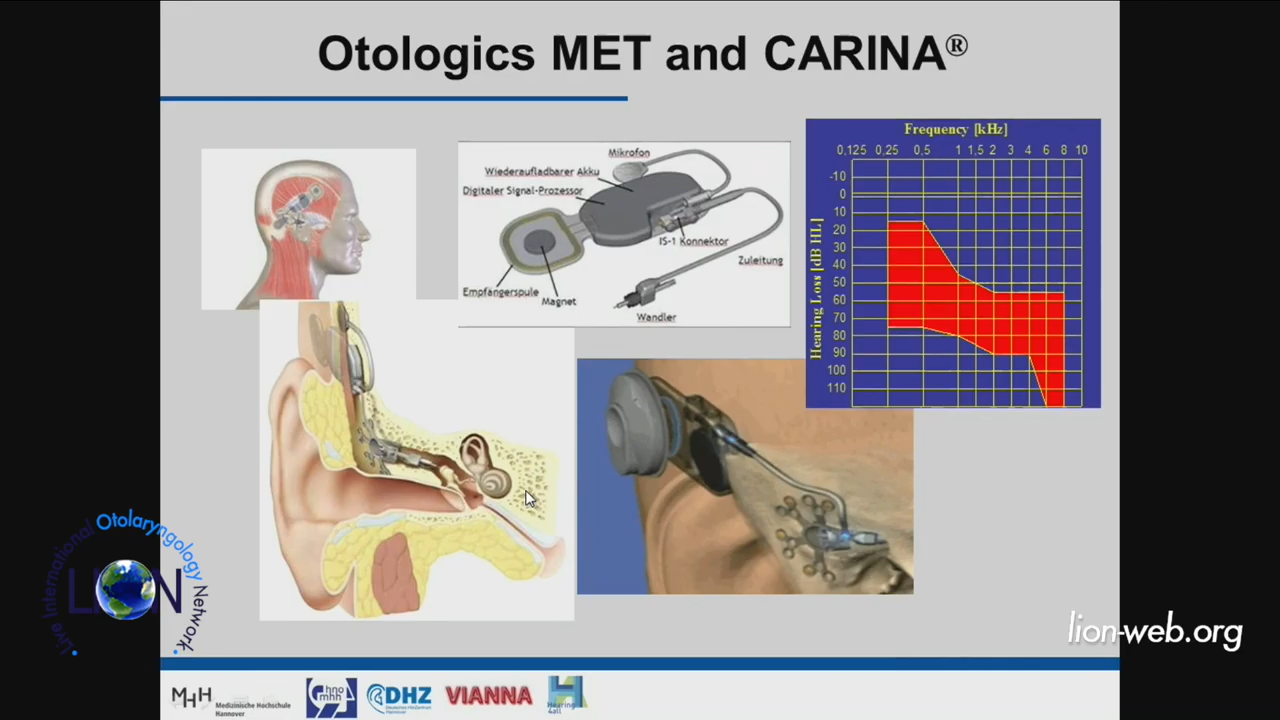 Otologics MET and CARINA®
Mikrofon
Wiederaufladbarer Akku
Digitaler Signal-Prozessor
IS-1 Konnektor
Zuleitung
Empfängerspule
Magnet
Wandler
Frequency [kHz]
0,125 0,25 0,5 1 1,5 2 3 4 6 8 10
-10
0
10
20
30
40
50
60
70
80
90
100
110
Hearing Loss [dB HL]
Live International Otolaryngology Network
LION
lion-web.org
MHH
Medizinische Hochschule
Hannover
hno
mhh
DHZ
Deutsches HörZentrum
Hannover
VIANNA
Hearing
4all